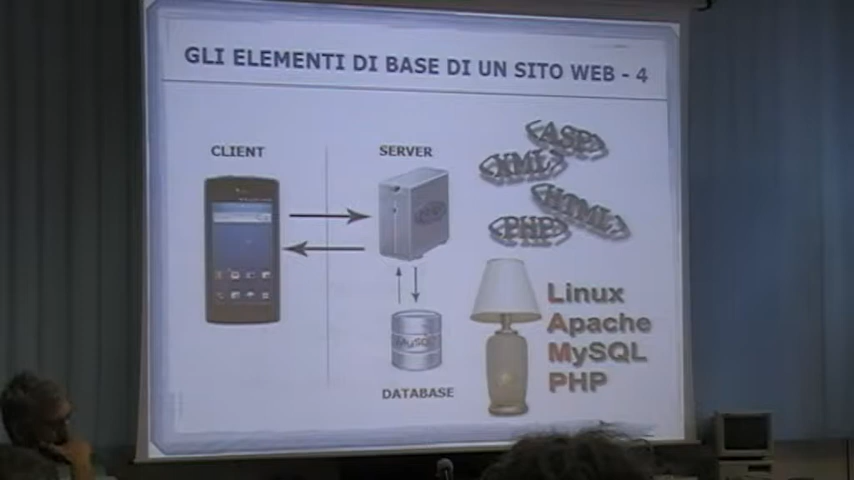 GLI ELEMENTI DI BASE DI UN SITO WEB - 4
CLIENT
SERVER
<ASP>
<XML>
<HTML>
<PHP>
Linux
Apache
MySQL
PHP
MySQL
DATABASE